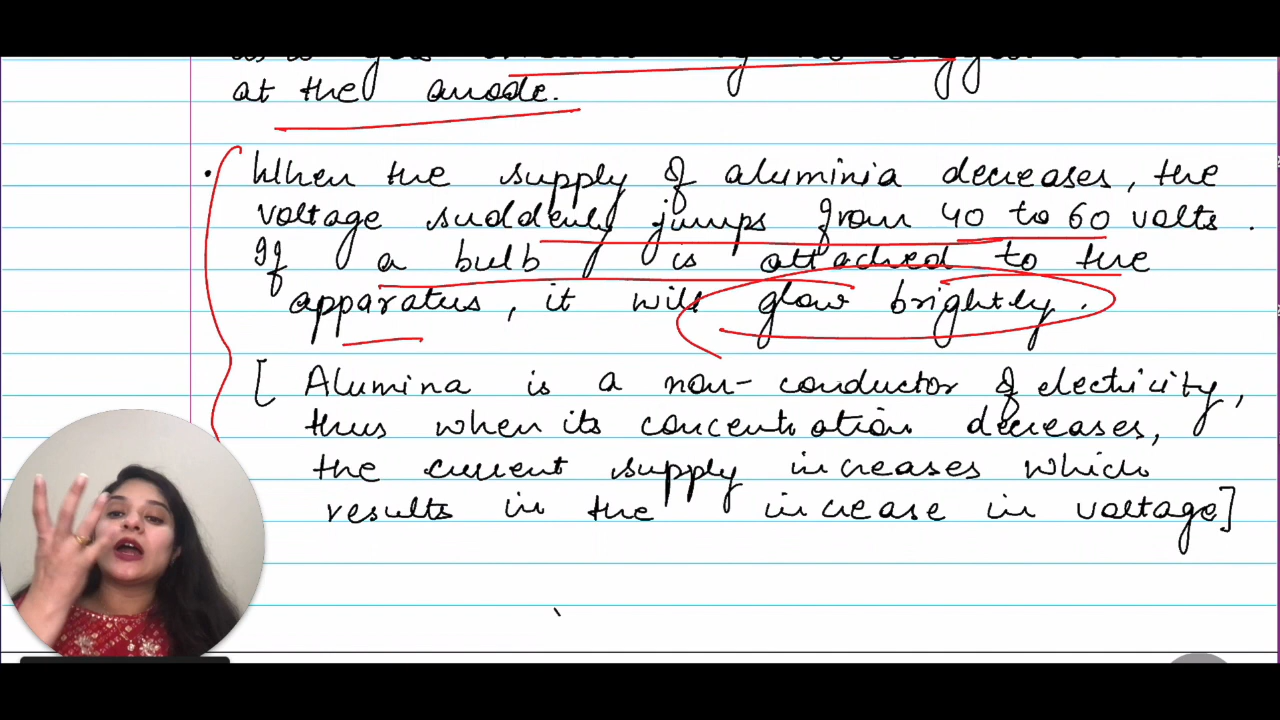 at the anode.
. When the supply of aluminia decreases, the
voltage suddenly jumps from 40 to 60 volts.
If a bulb is attached to the
apparatus, it will glow brightly.
[ Alumina is a non-conductor of electricity,
thus when its concentration decreases,
the current supply increases which
results in the increase in voltage]